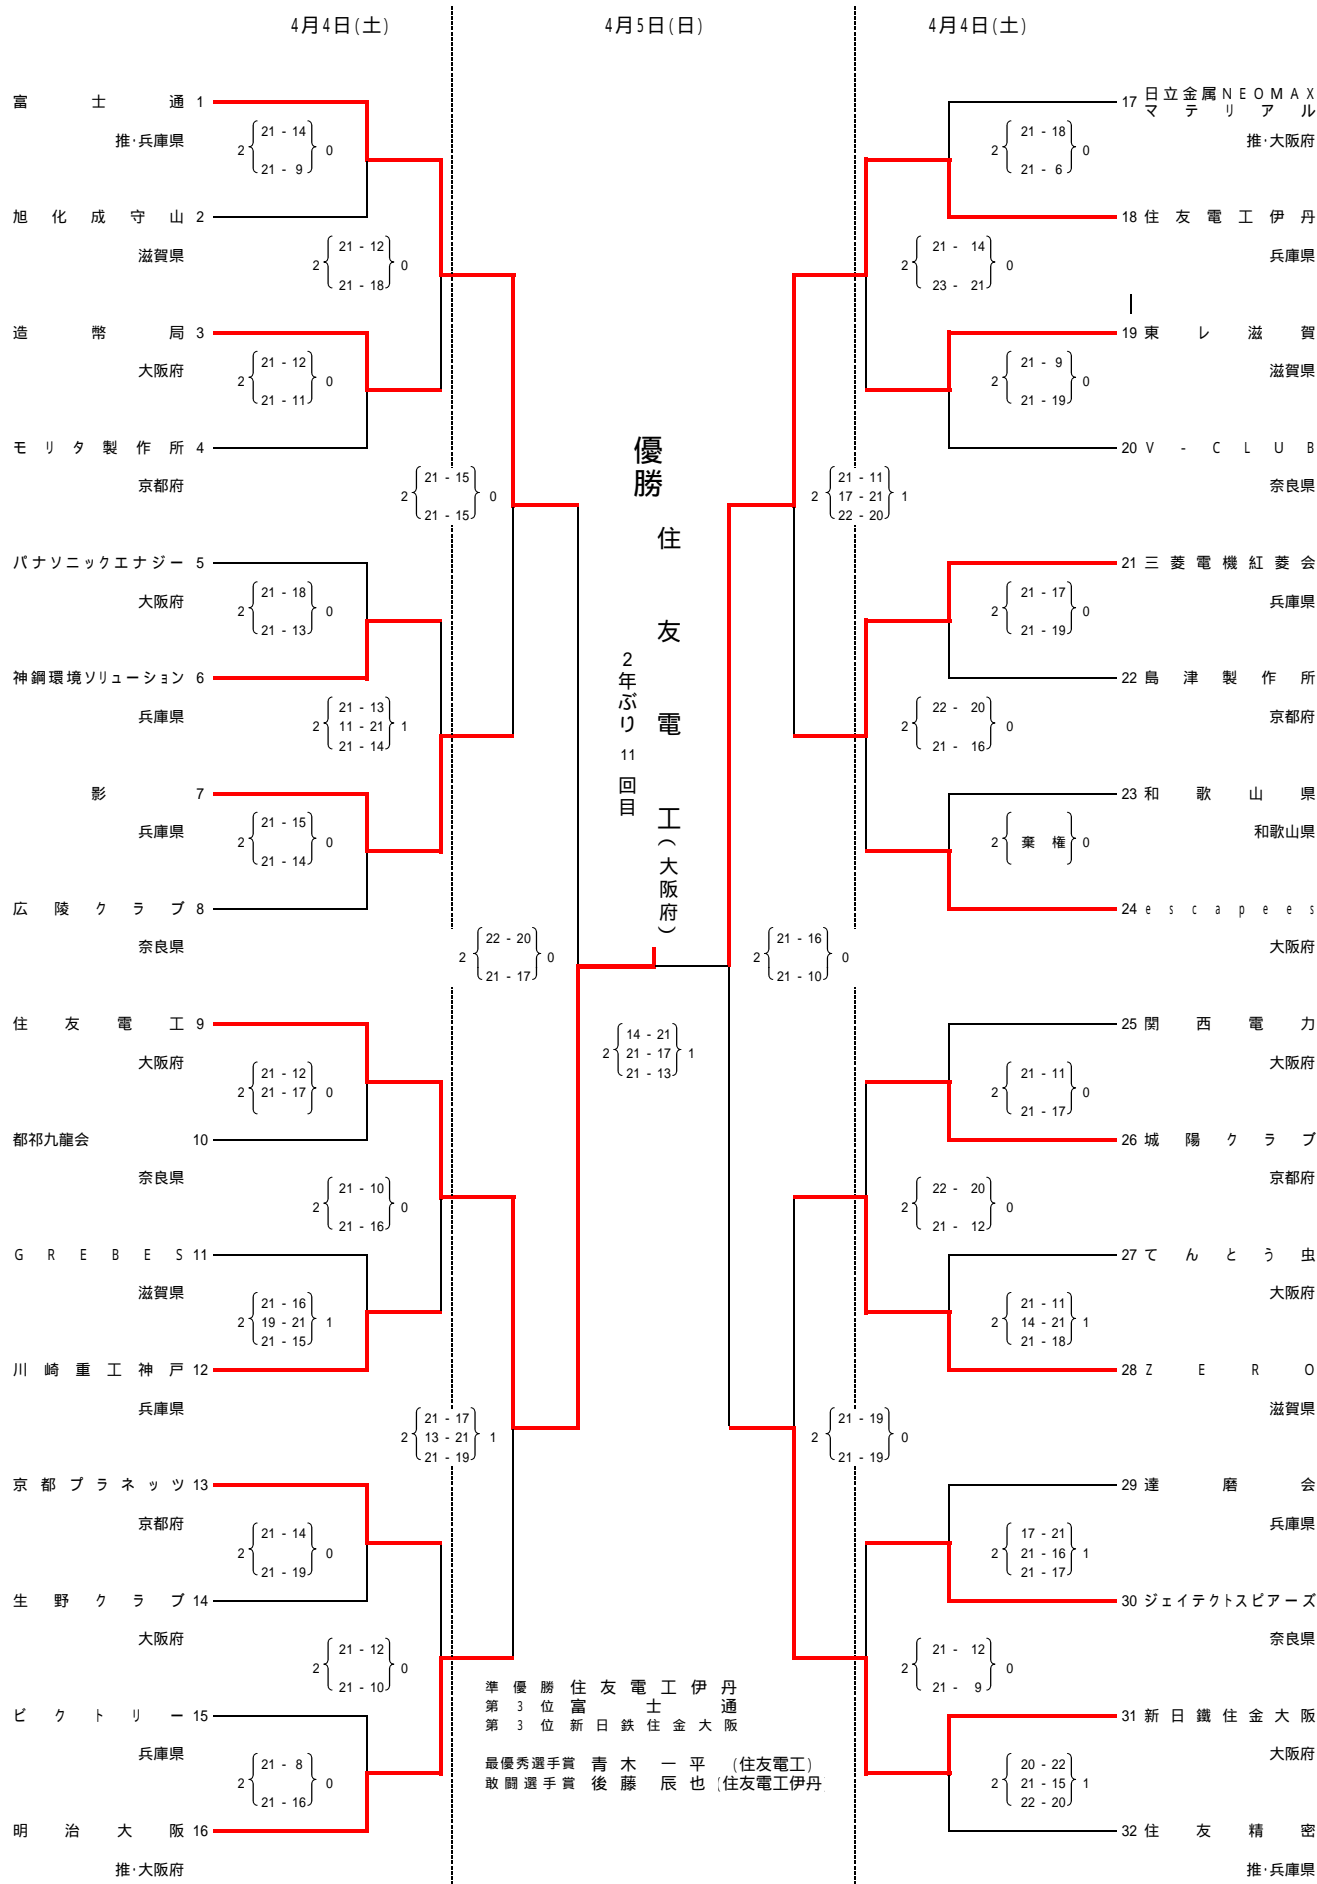 4月4日(土)
4月5日(日)
4月4日(土)
富士通 1
推・兵庫県
2 21 - 14 0
21 - 9
旭化成守山 2
滋賀県
2 21 - 12 0
21 - 18
造幣局 3
大阪府
2 21 - 12 0
21 - 11
モリタ製作所 4
京都府
2 21 - 15 0
21 - 15
パナソニックエナジー 5
大阪府
2 21 - 18 0
21 - 13
神鋼環境ソリューション 6
兵庫県
2 21 - 13 1
11 - 21
21 - 14
影 7
兵庫県
2 21 - 15 0
21 - 14
広陵クラブ 8
奈良県
2 22 - 20 0
21 - 17
住友電工 9
大阪府
2 21 - 12 0
21 - 17
都祁九龍会 10
奈良県
2 21 - 10 0
21 - 16
GREBES 11
滋賀県
2 21 - 16 1
19 - 21
21 - 15
川崎重工神戸 12
兵庫県
2 21 - 17 1
13 - 21
21 - 19
京都プラネッツ 13
京都府
2 21 - 14 0
21 - 19
生野クラブ 14
大阪府
2 21 - 12 0
21 - 10
ビクトリー 15
兵庫県
2 21 - 8 0
21 - 16
明治大阪 16
推・大阪府
優勝
住友電工(大阪府)
2年ぶり11回目
2 14 - 21 1
21 - 17
21 - 13
準優勝 住友電工伊丹
第3位 富士通
第3位 新日鉄住金大阪
最優秀選手賞 青木 一平 (住友電工)
敢闘選手賞 後藤 辰也 (住友電工伊丹
17 日立金属NEOMAX
マテリアル
推・大阪府
2 21 - 18 0
21 - 6
18 住友電工伊丹
兵庫県
2 21 - 14 0
23 - 21
19 東レ滋賀
滋賀県
2 21 - 9 0
21 - 19
20 V-CLUB
奈良県
2 21 - 11 1
17 - 21
22 - 20
21 三菱電機紅菱会
兵庫県
2 21 - 17 0
21 - 19
22 島津製作所
京都府
2 22 - 20 0
21 - 16
23 和歌山県
和歌山県
2 棄権 0
24 escapees
大阪府
2 21 - 16 0
21 - 10
25 関西電力
大阪府
2 21 - 11 0
21 - 17
26 城陽クラブ
京都府
2 22 - 20 0
21 - 12
27 てんとう虫
大阪府
2 21 - 11 1
14 - 21
21 - 18
28 ZERO
滋賀県
2 21 - 19 0
21 - 19
29 達磨会
兵庫県
2 17 - 21 1
21 - 16
21 - 17
30 ジェイテクトスピアーズ
奈良県
2 21 - 12 0
21 - 9
31 新日鐵住金大阪
大阪府
2 20 - 22 1
21 - 15
22 - 20
32 住友精密
推・兵庫県